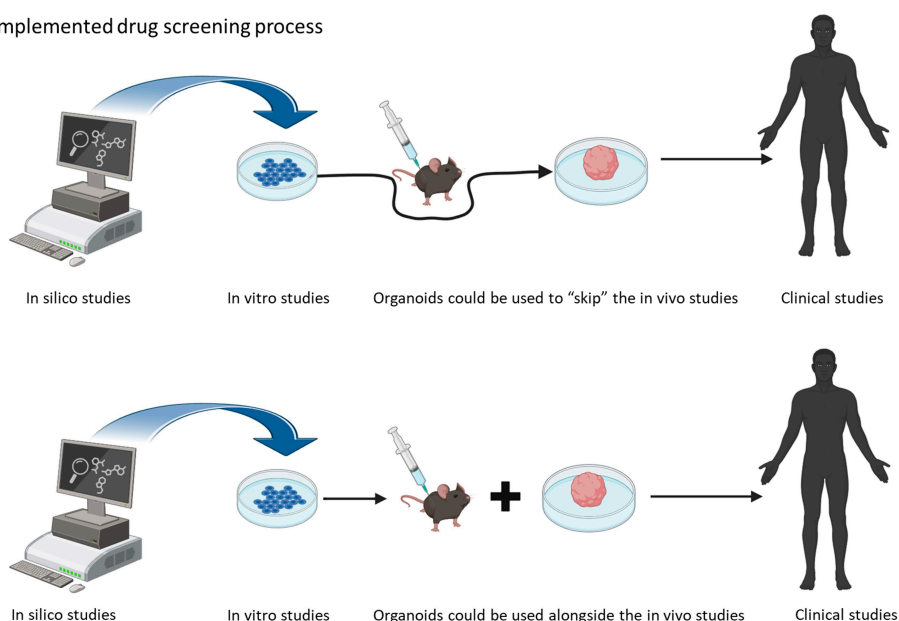 mplemented drug screening process
In silico studies
In vitro studies
Organoids could be used to “skip” the in vivo studies
Clinical studies
In silico studies
In vitro studies
Organoids could be used alongside the in vivo studies
Clinical studies